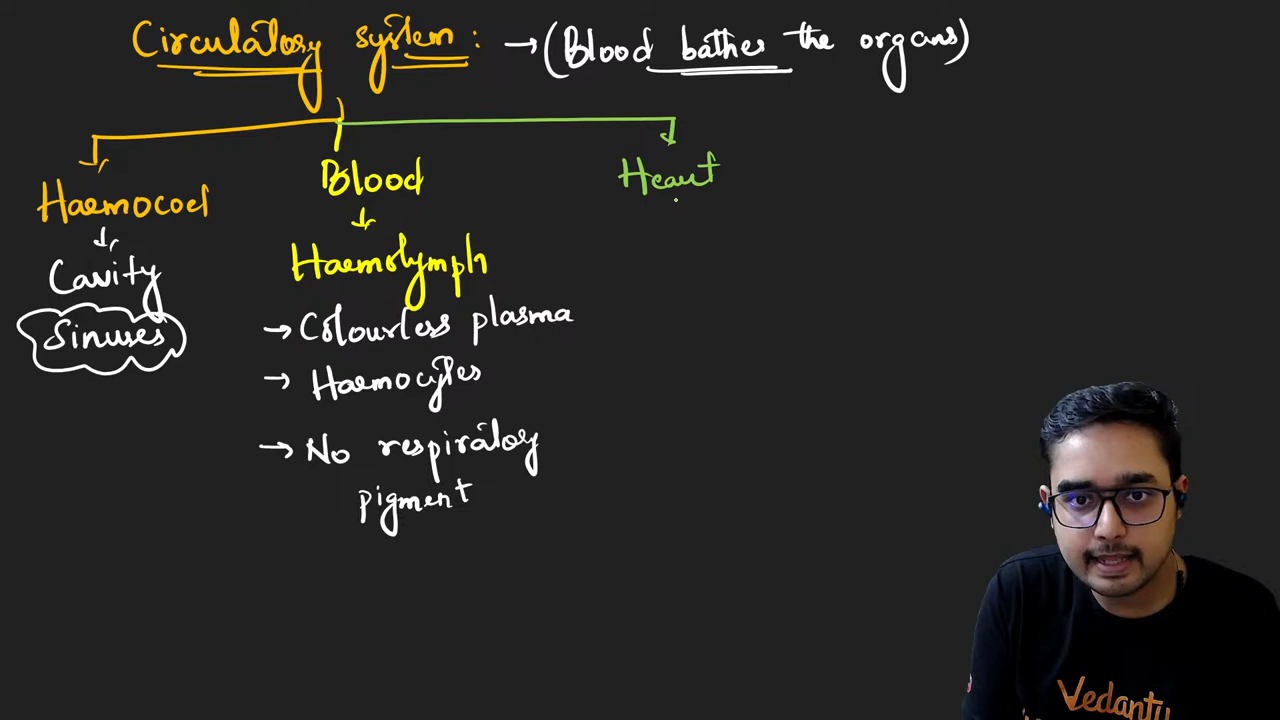 Circulatory system: → (Blood bathes the organs)
Haemocoel
Blood
Heart
↓
Cavity
Sinuses
↓
Haemolymph
→ Colourless plasma
→ Haemocytes
→ No respiratory
pigment
Vedantu